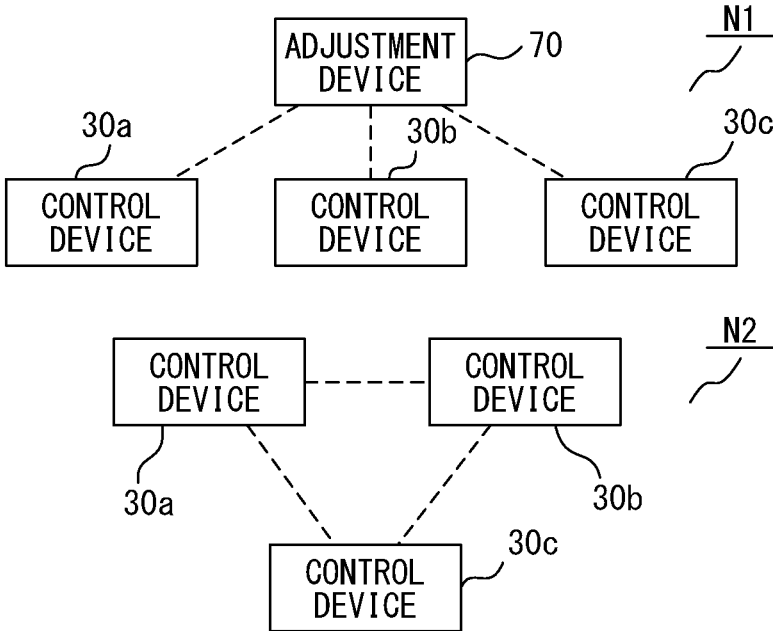 N1
ADJUSTMENT
DEVICE
70
30a
30b
30c
CONTROL
DEVICE
CONTROL
DEVICE
CONTROL
DEVICE
N2
CONTROL
DEVICE
CONTROL
DEVICE
30a
30b
30c
CONTROL
DEVICE